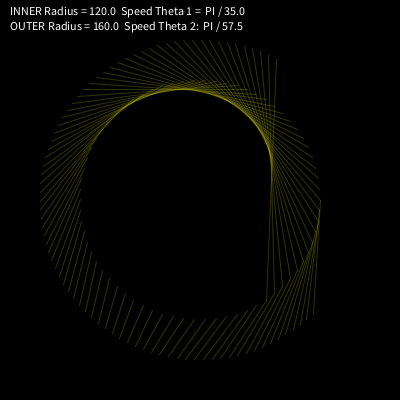 INNER Radius = 120.0  Speed Theta 1 =  PI / 35.0
OUTER Radius = 160.0  Speed Theta 2:  PI / 57.5